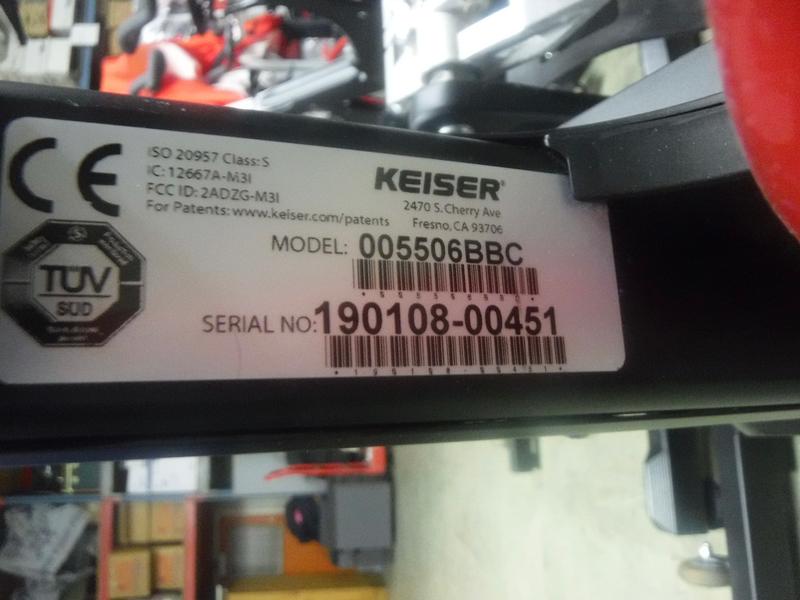 CE
ISO 20957 Class: S
IC: 12667A-M3I
FCC ID: 2ADZG-M3I
For Patents: www.keiser.com/patents
KEISER
2470 S. Cherry Ave
Fresno, CA 93706
TÜV
SÜD
MODEL: 005506BBC
SERIAL NO: 190108-00451